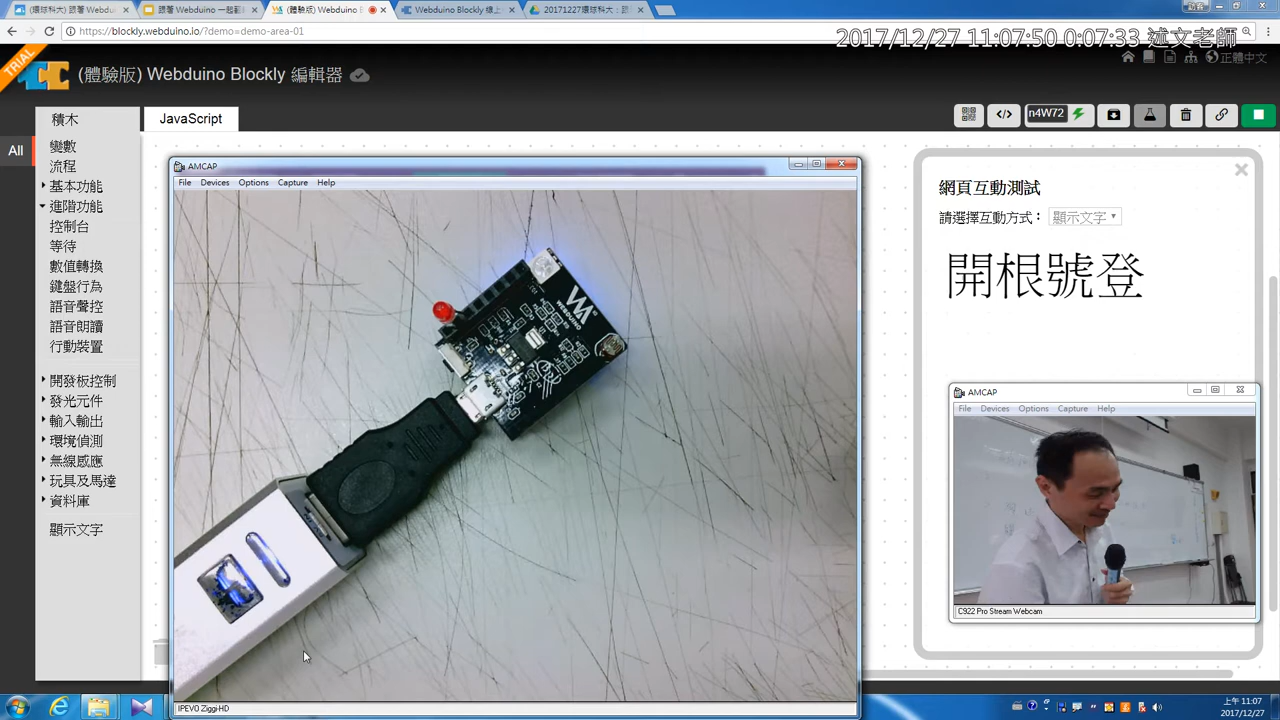 (環球科大) Webdui
跟著 Webduino 一起翻
(體驗版) Webduino B
Webduino Blockly 線上
20171227環球科大：跟
訪客
https://blockly.webduino.io/?demo=demo-area-01
2017/12/27 11:07:50 0:07:33 述文老師
TRIAL
(體驗版) Webduino Blockly 編輯器
正體中文
積木
JavaScript
n4W72
All
變數
流程
基本功能
進階功能
控制台
等待
數值轉換
鍵盤行為
語音聲控
語音朗讀
行動裝置
開發板控制
發光元件
輸入輸出
環境偵測
無線感應
玩具及馬達
資料庫
顯示文字
AMCAP
File Devices Options Capture Help
WEBDUINO
IPEVO Ziggi-HD
網頁互動測試
請選擇互動方式：
顯示文字
開根號登
AMCAP
File Devices Options Capture Help
C922 Pro Stream Webcam
上午 11:07
2017/12/27